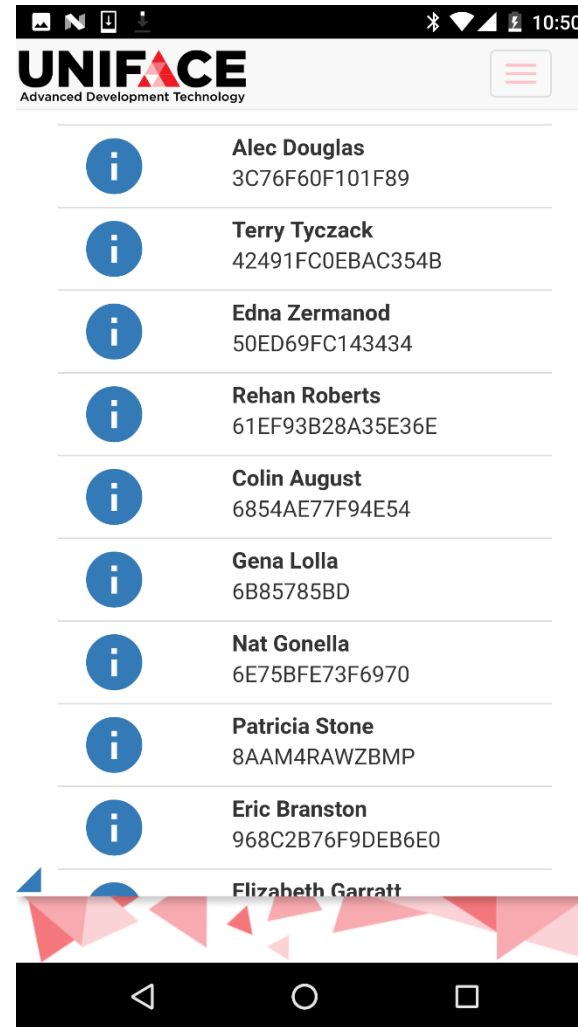 10:50
UNIFACE
Advanced Development Technology
Alec Douglas
3C76F60F101F89
Terry Tyczack
42491FC0EBAC354B
Edna Zermanod
50ED69FC143434
Rehan Roberts
61EF93B28A35E36E
Colin August
6854AE77F94E54
Gena Lolla
6B85785BD
Nat Gonella
6E75BFE73F6970
Patricia Stone
8AAM4RAWZBMP
Eric Branston
968C2B76F9DEB6E0
Elizabeth Garratt